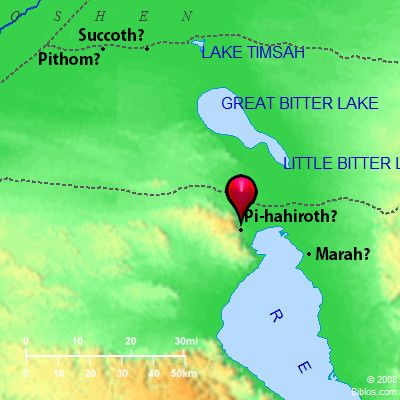 OSHEN
Succoth?
LAKE TIMSAH
Pithom?
GREAT BITTER LAKE
LITTLE BITTER L
Pi-hahiroth?
Marah?
R E
0 10 20 30mi
0 10 20 30 40 50km
© 2008
Biblos.com